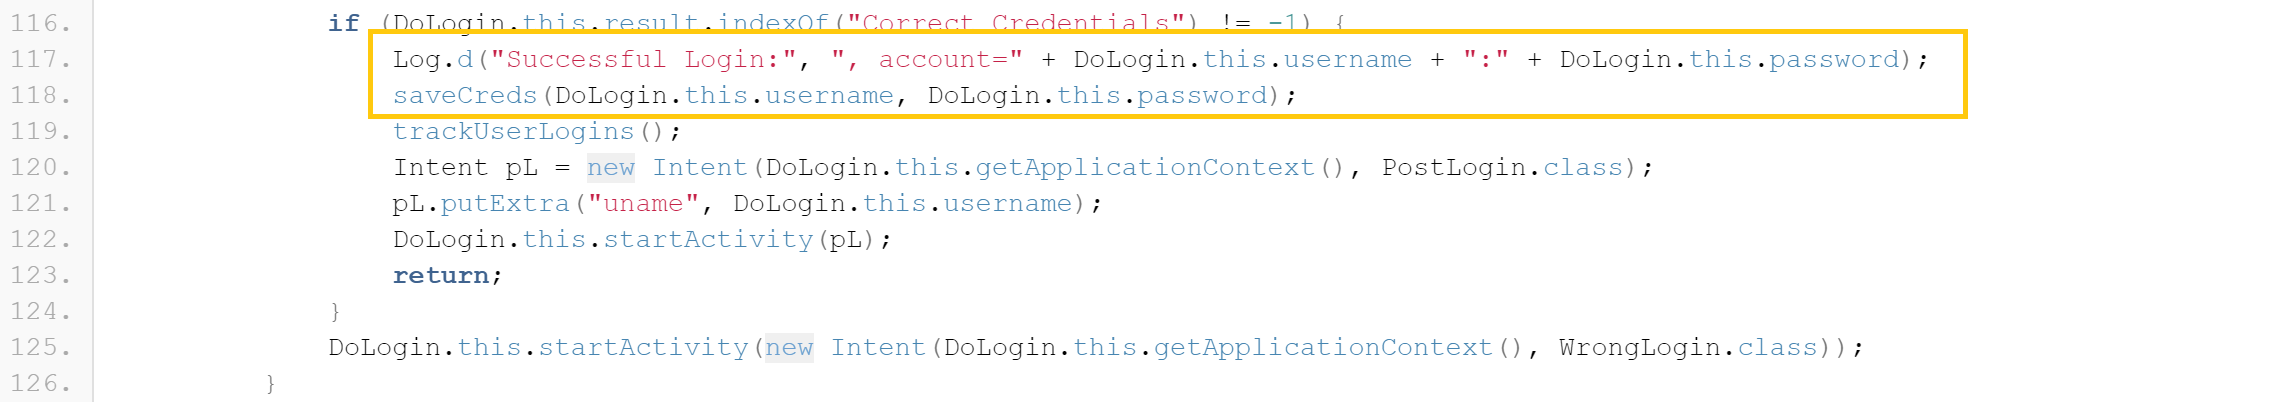 116. if (DoLogin.this.result.indexOf("Correct Credentials") != -1) {
117. Log.d("Successful Login:", ", account=" + DoLogin.this.username + ":" + DoLogin.this.password);
118. saveCreds(DoLogin.this.username, DoLogin.this.password);
119. trackUserLogins();
120. Intent pL = new Intent(DoLogin.this.getApplicationContext(), PostLogin.class);
121. pL.putExtra("uname", DoLogin.this.username);
122. DoLogin.this.startActivity(pL);
123. return;
124. }
125. DoLogin.this.startActivity(new Intent(DoLogin.this.getApplicationContext(), WrongLogin.class));
126. }